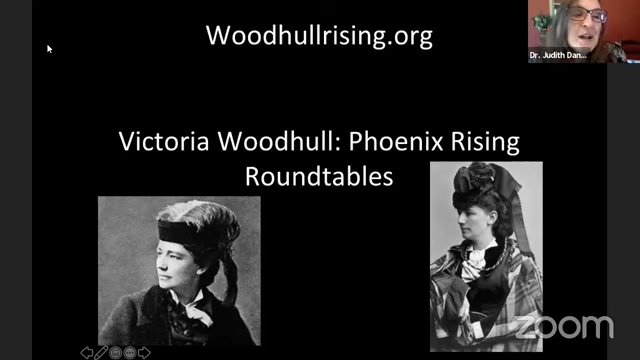 Woodhullrising.org
Dr. Judith Dan...
Victoria Woodhull: Phoenix Rising
Roundtables
zoom